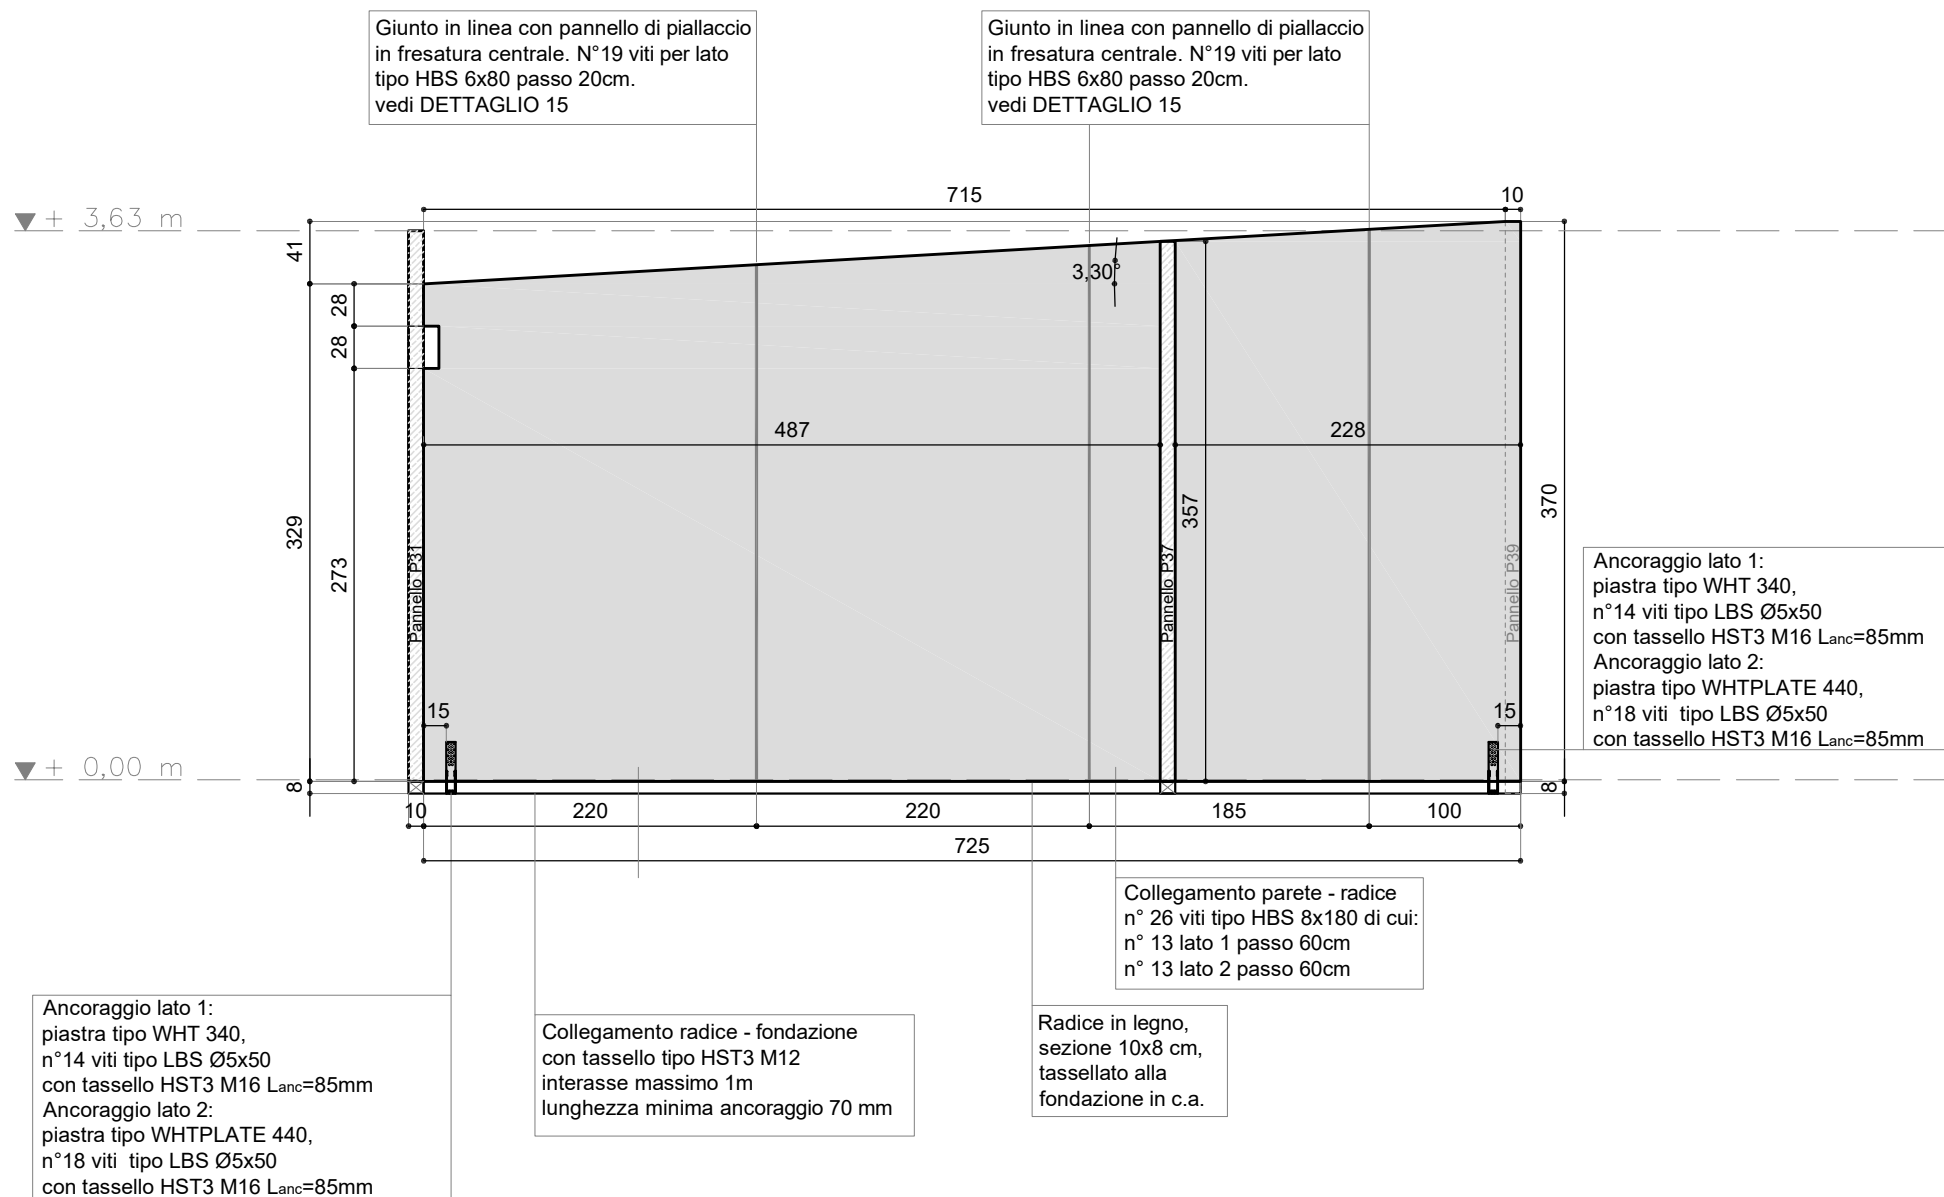 Giunto in linea con pannello di piallaccio
in fresatura centrale. N°19 viti per lato
tipo HBS 6x80 passo 20cm.
vedi DETTAGLIO 15
Giunto in linea con pannello di piallaccio
in fresatura centrale. N°19 viti per lato
tipo HBS 6x80 passo 20cm.
vedi DETTAGLIO 15
715
10
+ 3,63 m
41
3,30°
28
28
487
228
357
370
329
273
Pannello P31
Pannello P37
Pannello P39
Ancoraggio lato 1:
piastra tipo WHT 340,
n°14 viti tipo LBS Ø5x50
con tassello HST3 M16 Lanc=85mm
Ancoraggio lato 2:
piastra tipo WHTPLATE 440,
n°18 viti tipo LBS Ø5x50
con tassello HST3 M16 Lanc=85mm
15
15
+ 0,00 m
8
8
10
220
220
185
100
725
Collegamento parete - radice
n° 26 viti tipo HBS 8x180 di cui:
n° 13 lato 1 passo 60cm
n° 13 lato 2 passo 60cm
Ancoraggio lato 1:
piastra tipo WHT 340,
n°14 viti tipo LBS Ø5x50
con tassello HST3 M16 Lanc=85mm
Ancoraggio lato 2:
piastra tipo WHTPLATE 440,
n°18 viti tipo LBS Ø5x50
con tassello HST3 M16 Lanc=85mm
Collegamento radice - fondazione
con tassello tipo HST3 M12
interasse massimo 1m
lunghezza minima ancoraggio 70 mm
Radice in legno,
sezione 10x8 cm,
tassellato alla
fondazione in c.a.